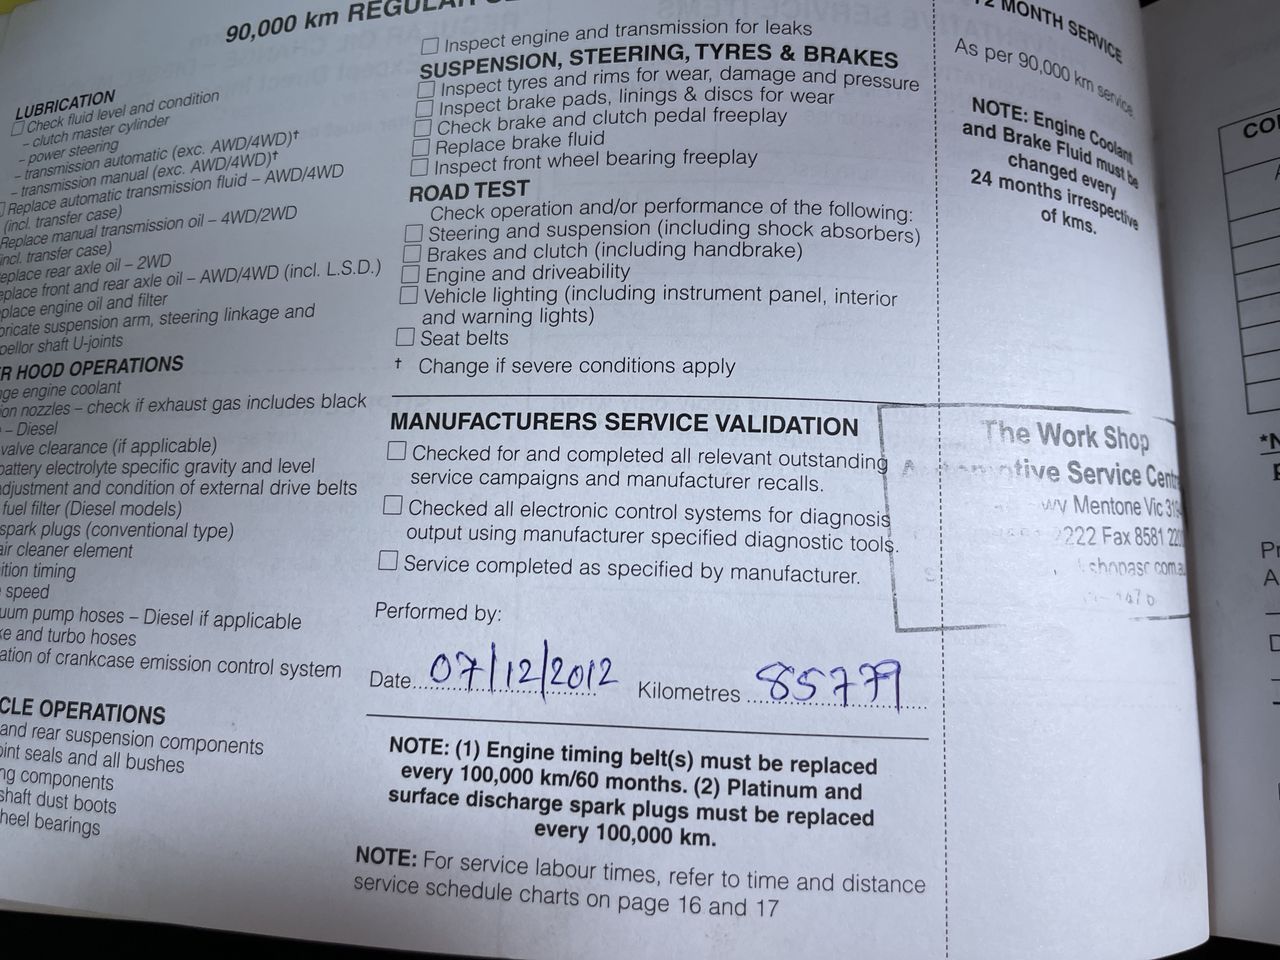 90,000 km REGULAR
LUBRICATION
Check fluid level and condition
- clutch master cylinder
- power steering
- transmission automatic (exc. AWD/4WD)†
- transmission manual (exc. AWD/4WD)†
Replace automatic transmission fluid – AWD/4WD
(incl. transfer case)
Replace manual transmission oil – 4WD/2WD
incl. transfer case)
eplace rear axle oil – 2WD
eplace front and rear axle oil – AWD/4WD (incl. L.S.D.)
place engine oil and filter
bricate suspension arm, steering linkage and
pellor shaft U-joints
R HOOD OPERATIONS
ge engine coolant
ion nozzles – check if exhaust gas includes black
– Diesel
valve clearance (if applicable)
battery electrolyte specific gravity and level
adjustment and condition of external drive belts
fuel filter (Diesel models)
spark plugs (conventional type)
air cleaner element
ition timing
speed
uum pump hoses – Diesel if applicable
ke and turbo hoses
ation of crankcase emission control system
CLE OPERATIONS
and rear suspension components
oint seals and all bushes
ng components
shaft dust boots
heel bearings
Inspect engine and transmission for leaks
SUSPENSION, STEERING, TYRES & BRAKES
Inspect tyres and rims for wear, damage and pressure
Inspect brake pads, linings & discs for wear
Check brake and clutch pedal freeplay
Replace brake fluid
Inspect front wheel bearing freeplay
ROAD TEST
Check operation and/or performance of the following:
Steering and suspension (including shock absorbers)
Brakes and clutch (including handbrake)
Engine and driveability
Vehicle lighting (including instrument panel, interior
and warning lights)
Seat belts
† Change if severe conditions apply
MANUFACTURERS SERVICE VALIDATION
Checked for and completed all relevant outstanding
service campaigns and manufacturer recalls.
Checked all electronic control systems for diagnosis
output using manufacturer specified diagnostic tools.
Service completed as specified by manufacturer.
Performed by:
Date 07/12/2012 Kilometres 85779
NOTE: (1) Engine timing belt(s) must be replaced
every 100,000 km/60 months. (2) Platinum and
surface discharge spark plugs must be replaced
every 100,000 km.
NOTE: For service labour times, refer to time and distance
service schedule charts on page 16 and 17
2 MONTH SERVICE
As per 90,000 km service
NOTE: Engine Coolant
and Brake Fluid must be
changed every
24 months irrespective
of kms.
The Work Shop
Service
Mentone Vic
222 Fax 8581